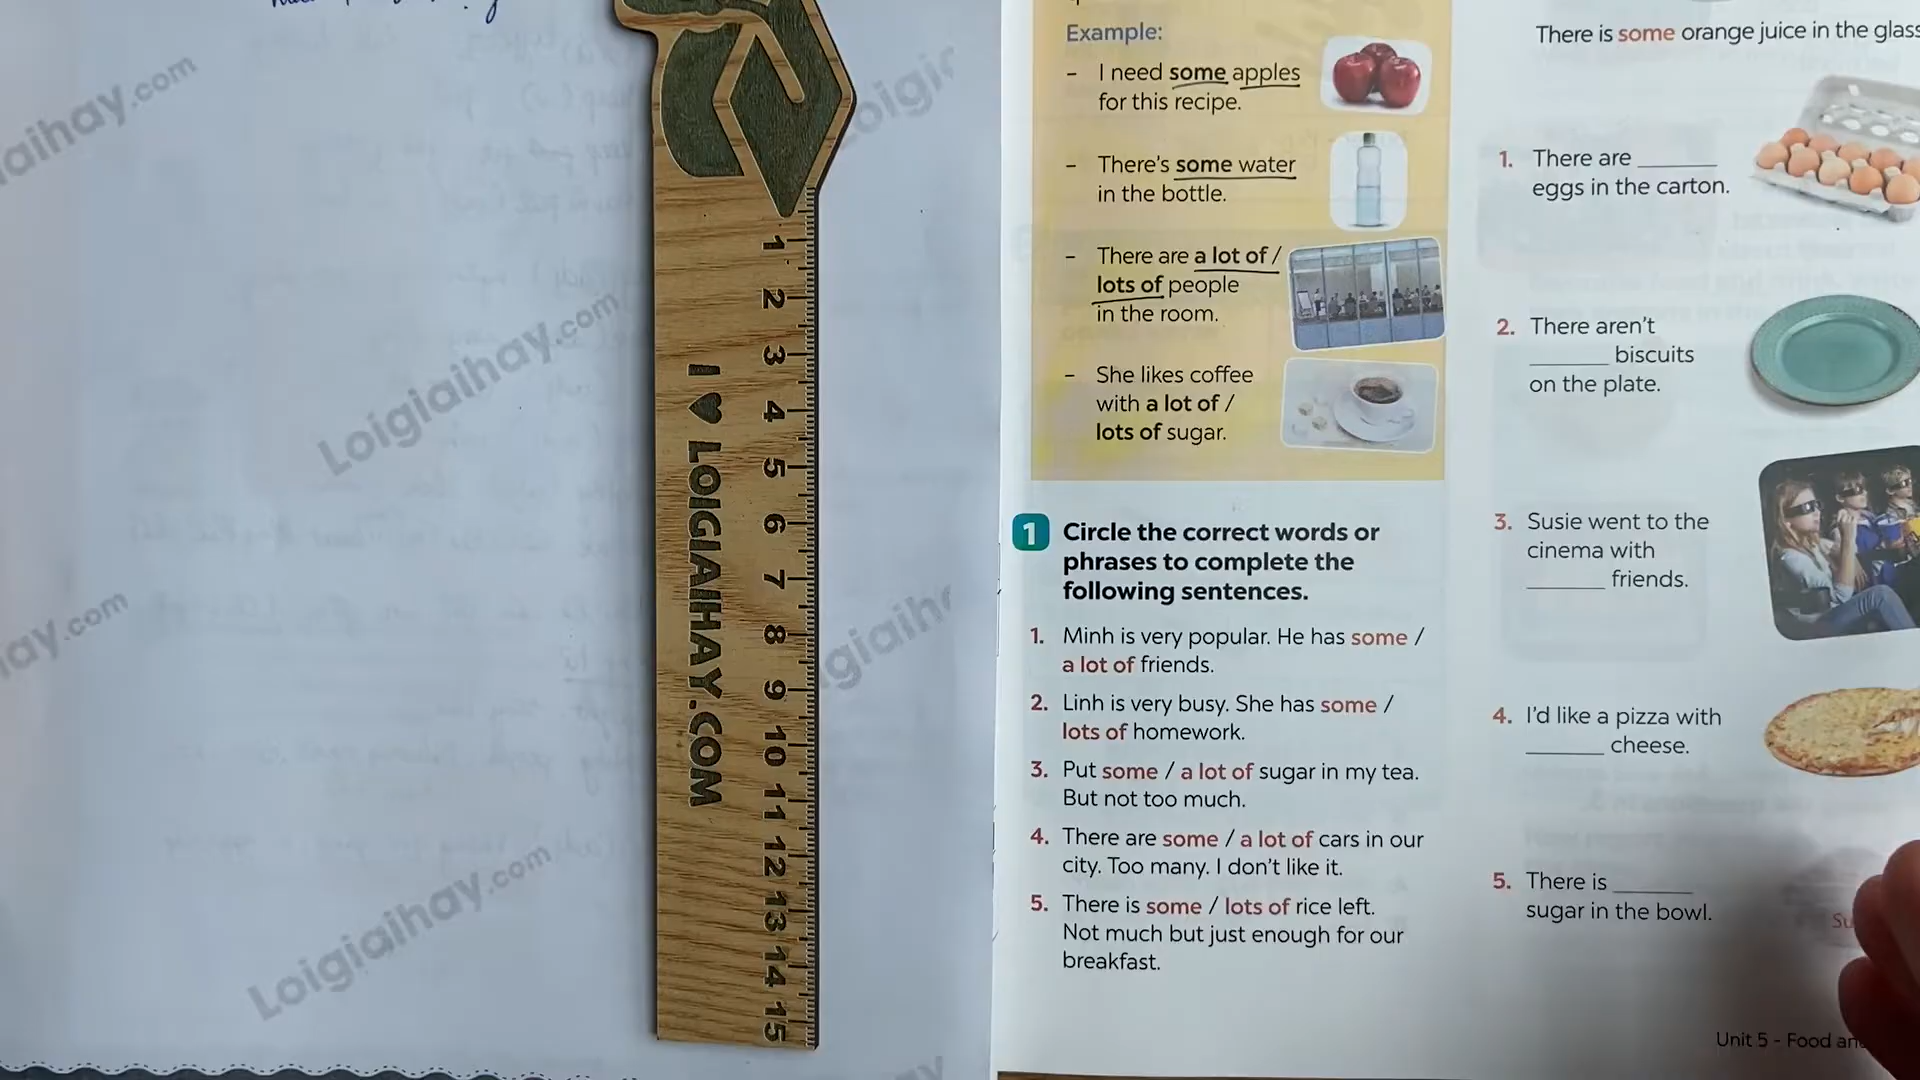 Loigiaihay.com
I ♥ LOIGIAIHAY.COM
1 2 3 4 5 6 7 8 9 10 11 12 13 14 15
Example:
- I need some apples
for this recipe.
- There's some water
in the bottle.
- There are a lot of /
lots of people
in the room.
- She likes coffee
with a lot of /
lots of sugar.
1 Circle the correct words or
phrases to complete the
following sentences.
1. Minh is very popular. He has some /
a lot of friends.
2. Linh is very busy. She has some /
lots of homework.
3. Put some / a lot of sugar in my tea.
But not too much.
4. There are some / a lot of cars in our
city. Too many. I don't like it.
5. There is some / lots of rice left.
Not much but just enough for our
breakfast.
There is some orange juice in the glass
1. There are ______
eggs in the carton.
2. There aren't
______ biscuits
on the plate.
3. Susie went to the
cinema with
______ friends.
4. I'd like a pizza with
______ cheese.
5. There is ______
sugar in the bowl.
Su
Unit 5 - Food an